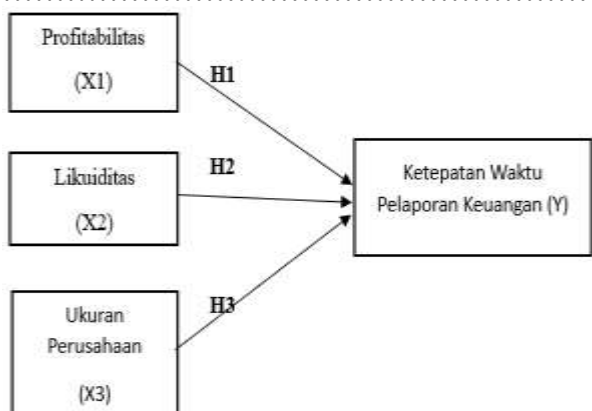 Profitabilitas
(X1)
H1
Likuiditas
(X2)
H2
Ketepatan Waktu
Pelaporan Keuangan (Y)
Ukuran
Perusahaan
(X3)
H3